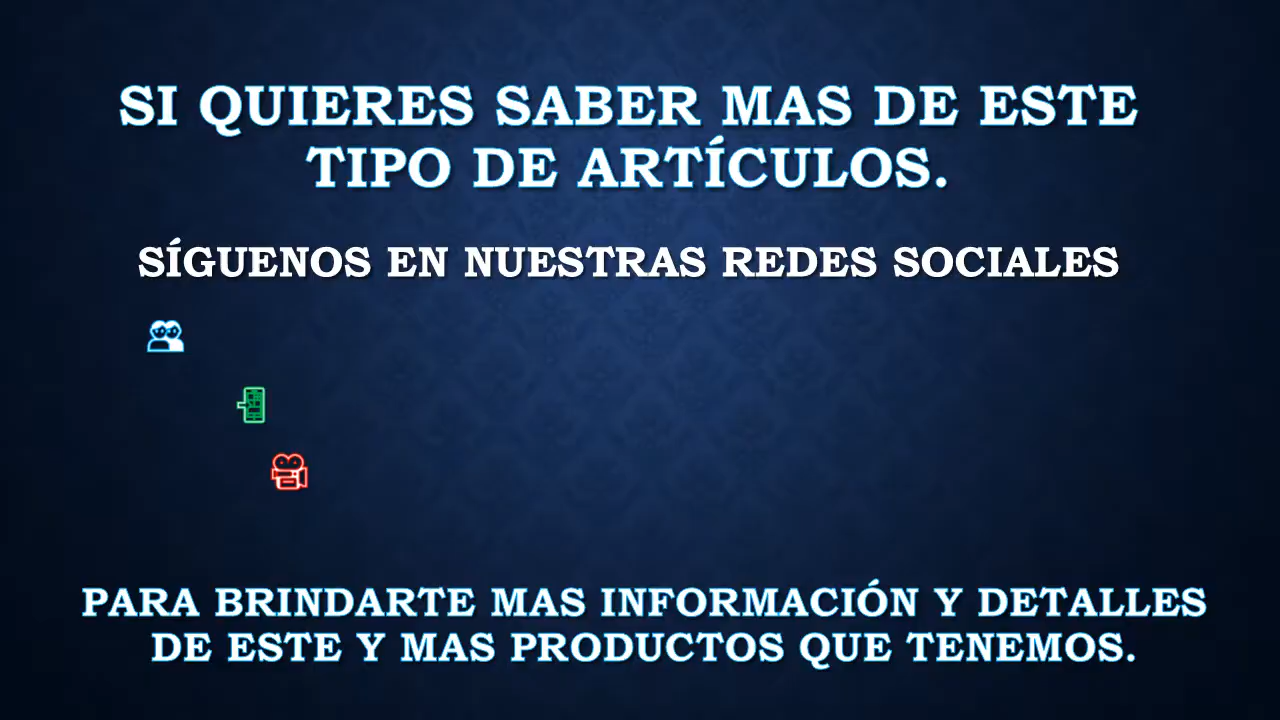 SI QUIERES SABER MAS DE ESTE
TIPO DE ARTÍCULOS.
SÍGUENOS EN NUESTRAS REDES SOCIALES
PARA BRINDARTE MAS INFORMACIÓN Y DETALLES
DE ESTE Y MAS PRODUCTOS QUE TENEMOS.